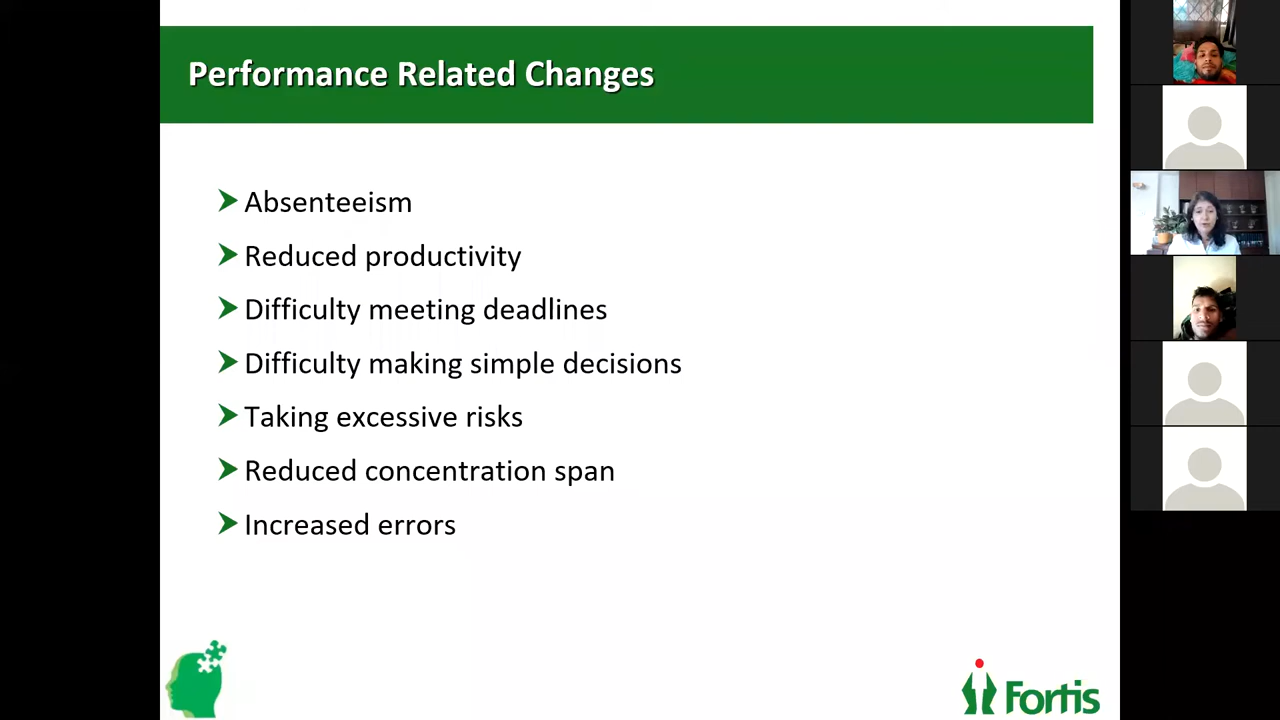 Performance Related Changes
Absenteeism
Reduced productivity
Difficulty meeting deadlines
Difficulty making simple decisions
Taking excessive risks
Reduced concentration span
Increased errors
Fortis